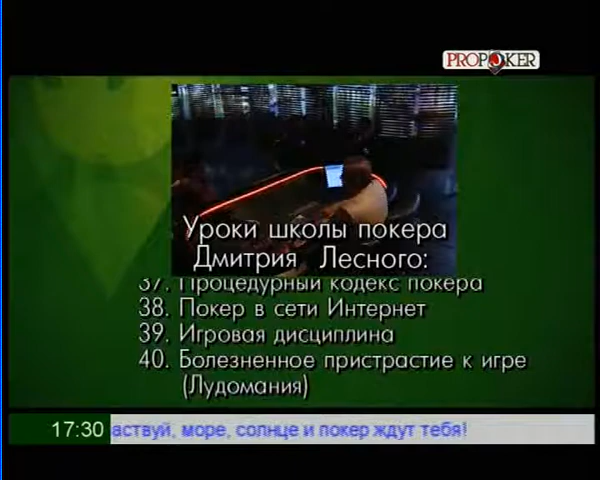 PROPOKER
Уроки школы покера
Дмитрия Лесного:
37. Процедурный кодекс покера
38. Покер в сети Интернет
39. Игровая дисциплина
40. Болезненное пристрастие к игре
(Лудомания)
17:30 аствуй, море, солнце и покер ждут тебя!